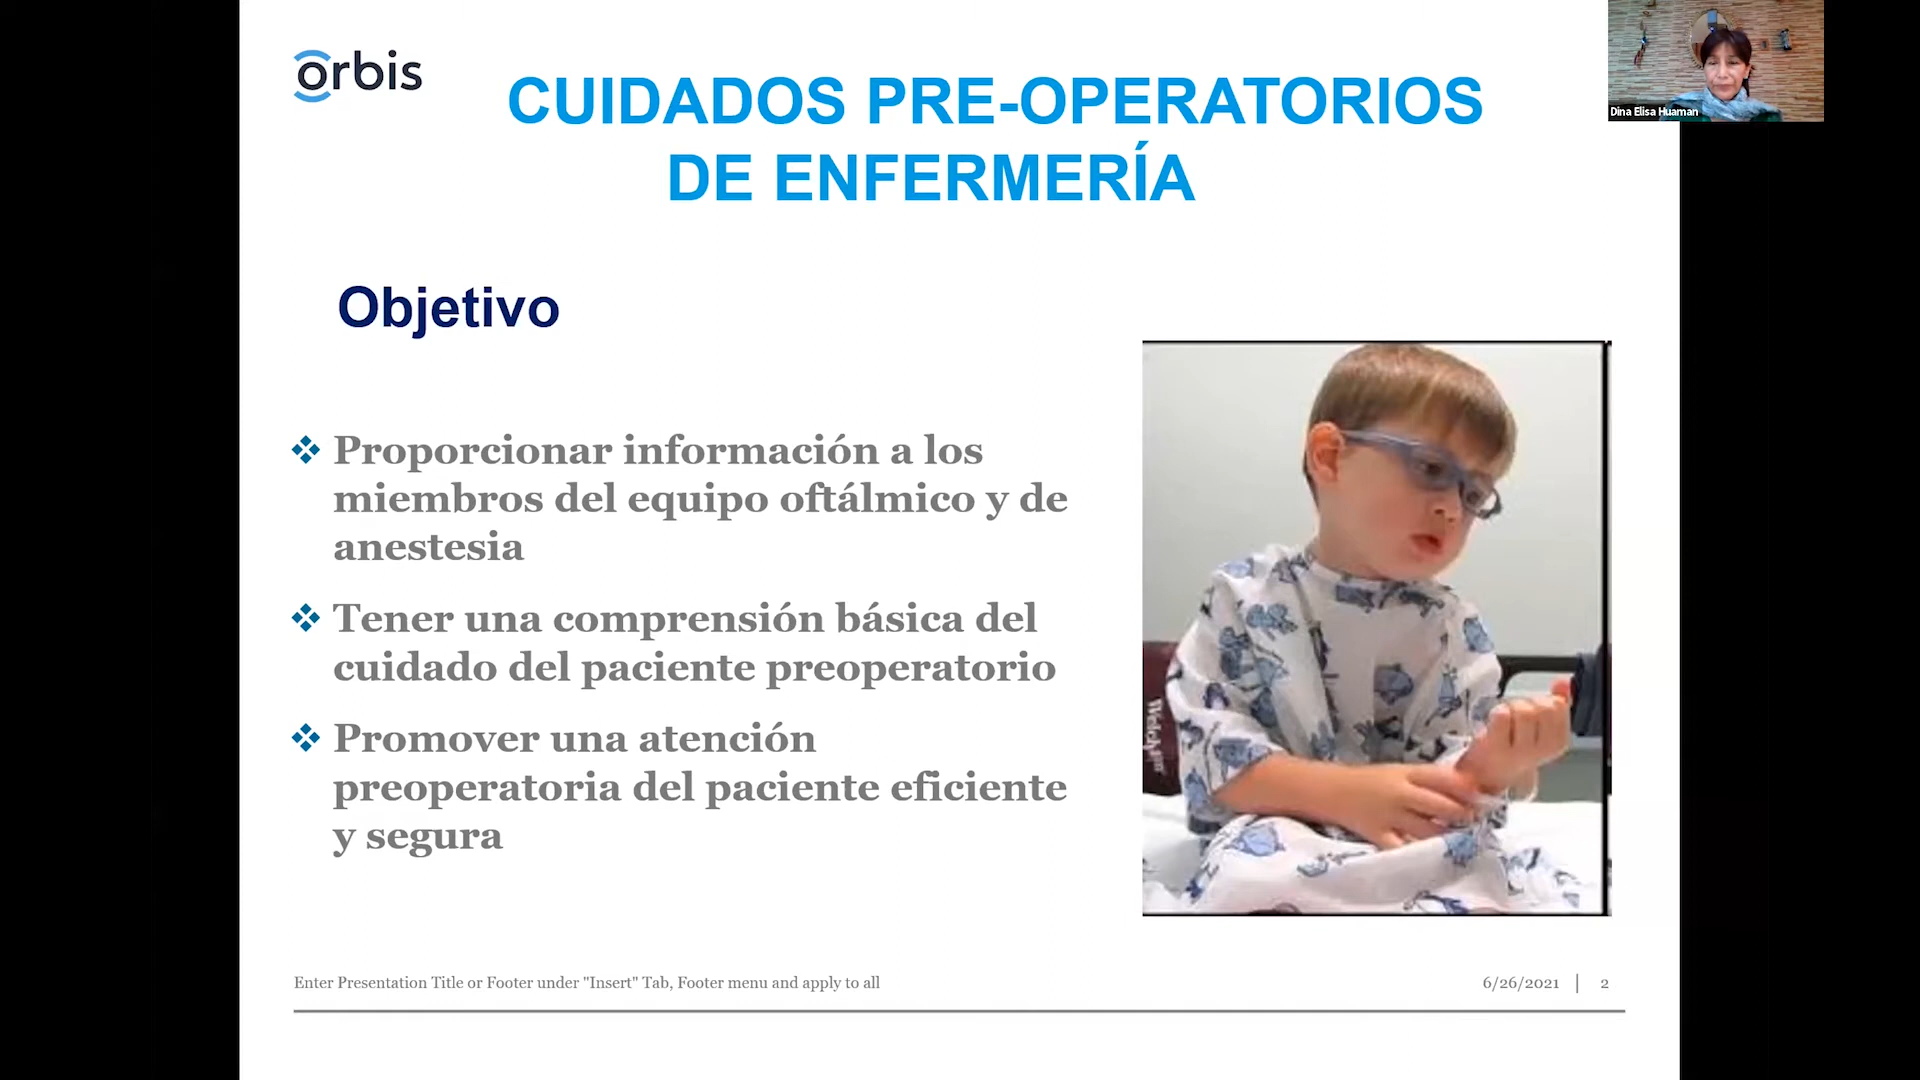 orbis
CUIDADOS PRE-OPERATORIOS
DE ENFERMERÍA
Dina Elisa Huaman
Objetivo
Proporcionar información a los
miembros del equipo oftálmico y de
anestesia
Tener una comprensión básica del
cuidado del paciente preoperatorio
Promover una atención
preoperatoria del paciente eficiente
y segura
Enter Presentation Title or Footer under "Insert" Tab, Footer menu and apply to all
6/26/2021 | 2